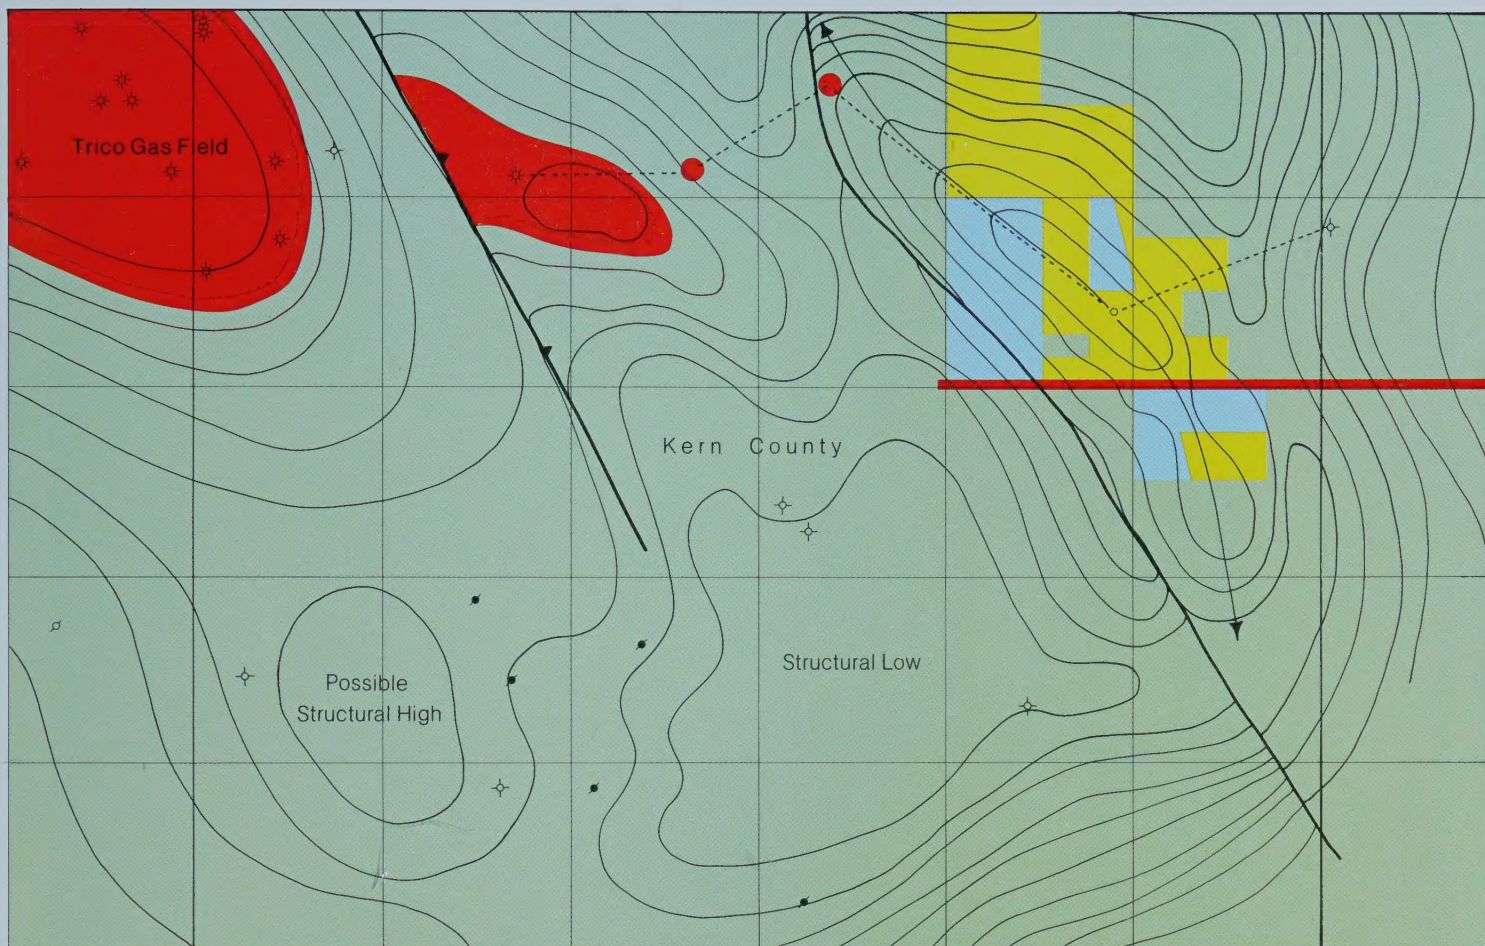 Trico Gas Field
Kern County
Structural Low
Possible
Structural High